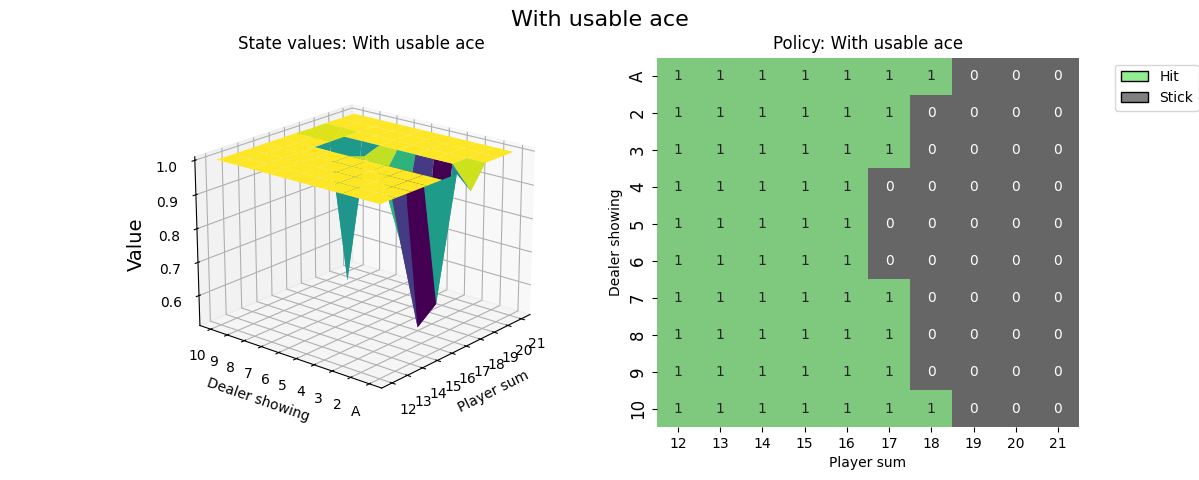 With usable ace
State values: With usable ace
1.0
0.9
0.8
0.7
0.6
Value
10 9 8 7 6 5 4 3 2 A
Dealer showing
12 13 14 15 16 17 18 19 20 21
Player sum
Policy: With usable ace
A 1 1 1 1 1 1 1 0 0 0
2 1 1 1 1 1 1 0 0 0 0
3 1 1 1 1 1 1 0 0 0 0
4 1 1 1 1 1 0 0 0 0 0
5 1 1 1 1 1 0 0 0 0 0
6 1 1 1 1 1 0 0 0 0 0
7 1 1 1 1 1 1 0 0 0 0
8 1 1 1 1 1 1 0 0 0 0
9 1 1 1 1 1 1 0 0 0 0
10 1 1 1 1 1 1 1 0 0 0
Dealer showing
12 13 14 15 16 17 18 19 20 21
Player sum
Hit
Stick